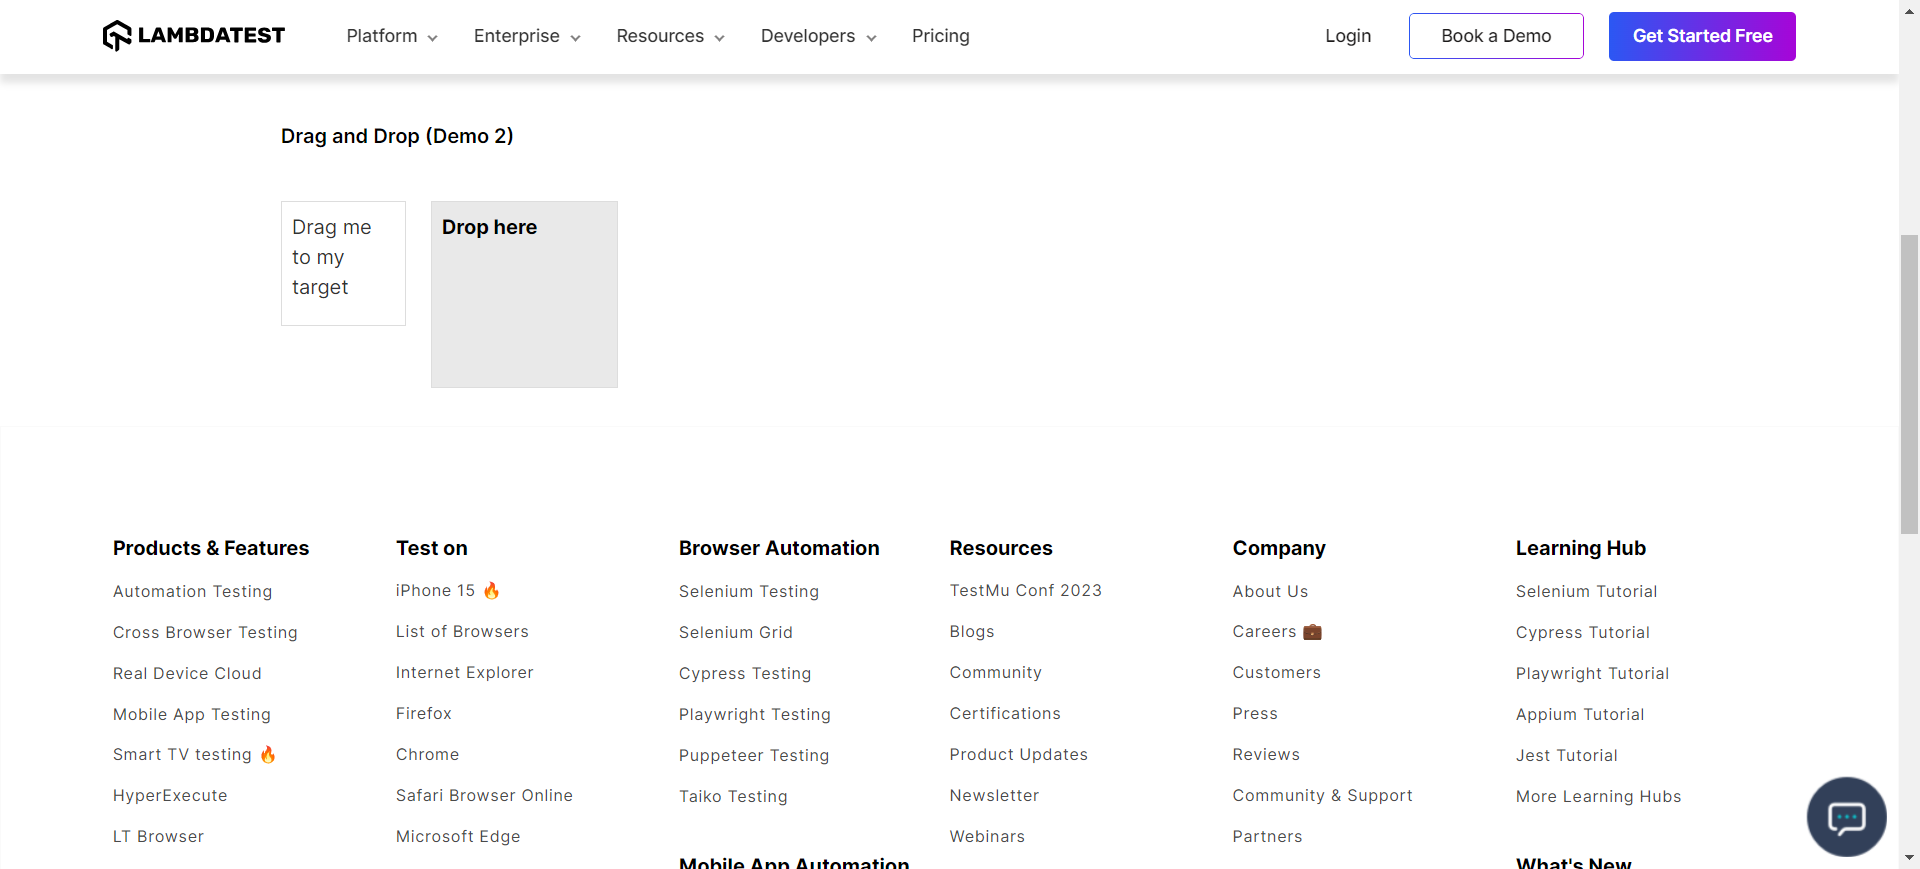 LAMBDATEST Platform Enterprise Resources Developers Pricing Login Book a Demo Get Started Free
Drag and Drop (Demo 2)
Drag me
to my
target
Drop here
Products & Features
Automation Testing
Cross Browser Testing
Real Device Cloud
Mobile App Testing
Smart TV testing 🔥
HyperExecute
LT Browser
Test on
iPhone 15 🔥
List of Browsers
Internet Explorer
Firefox
Chrome
Safari Browser Online
Microsoft Edge
Browser Automation
Selenium Testing
Selenium Grid
Cypress Testing
Playwright Testing
Puppeteer Testing
Taiko Testing
Mobile App Automation
Resources
TestMu Conf 2023
Blogs
Community
Certifications
Product Updates
Newsletter
Webinars
Company
About Us
Careers 💼
Customers
Press
Reviews
Community & Support
Partners
Learning Hub
Selenium Tutorial
Cypress Tutorial
Playwright Tutorial
Appium Tutorial
Jest Tutorial
More Learning Hubs
What's New